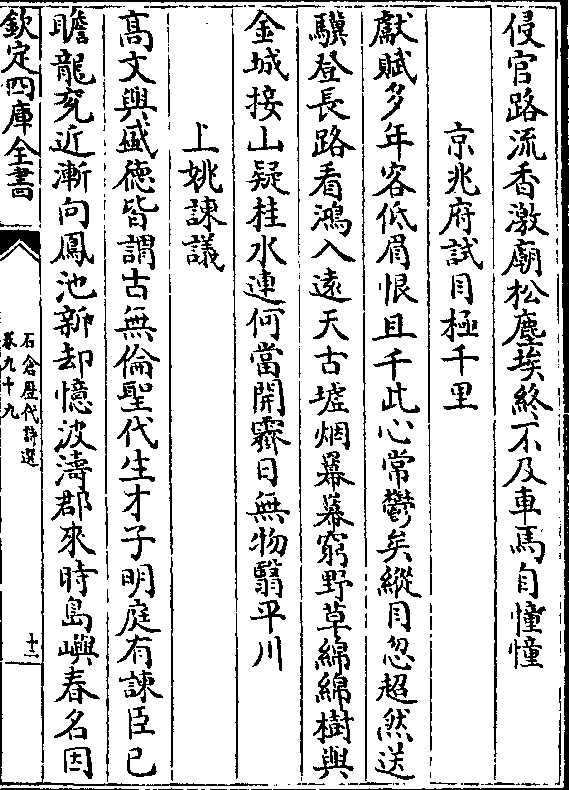 侵官路流香激廟松塵埃終不及車馬自憧憧
京兆府試目極千里
獻賦多年客低眉恨且千此心常鬱矣縱目忽超然送
驥登長路看鴻入遠天古墟烟冪冪窮野草綿綿樹與
金城接山疑桂水連何當開霽日無物翳平川
上姚諫議
高文與盛徳皆謂古無倫聖代生才子明庭有諫臣已
瞻龍兖近漸向鳳池新却憶波濤郡來時島嶼春名因
欽定四庫全書
石倉歴代詩選
卷九十九
十二